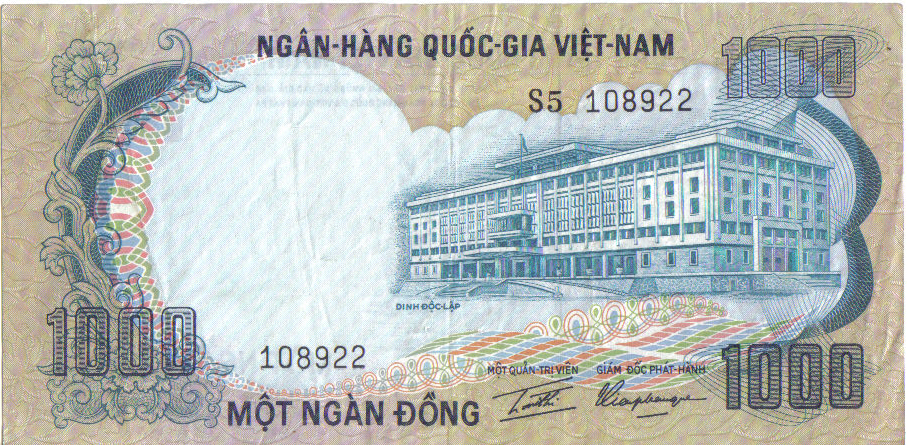 NGÂN-HÀNG QUỐC-GIA VIỆT-NAM
1000
S5 108922
DINH ĐỘC-LẬP
1000
108922
MỘT QUẢN-TRỊ VIÊN
GIÁM ĐỐC PHÁT-HÀNH
1000
MỘT NGÀN ĐỒNG